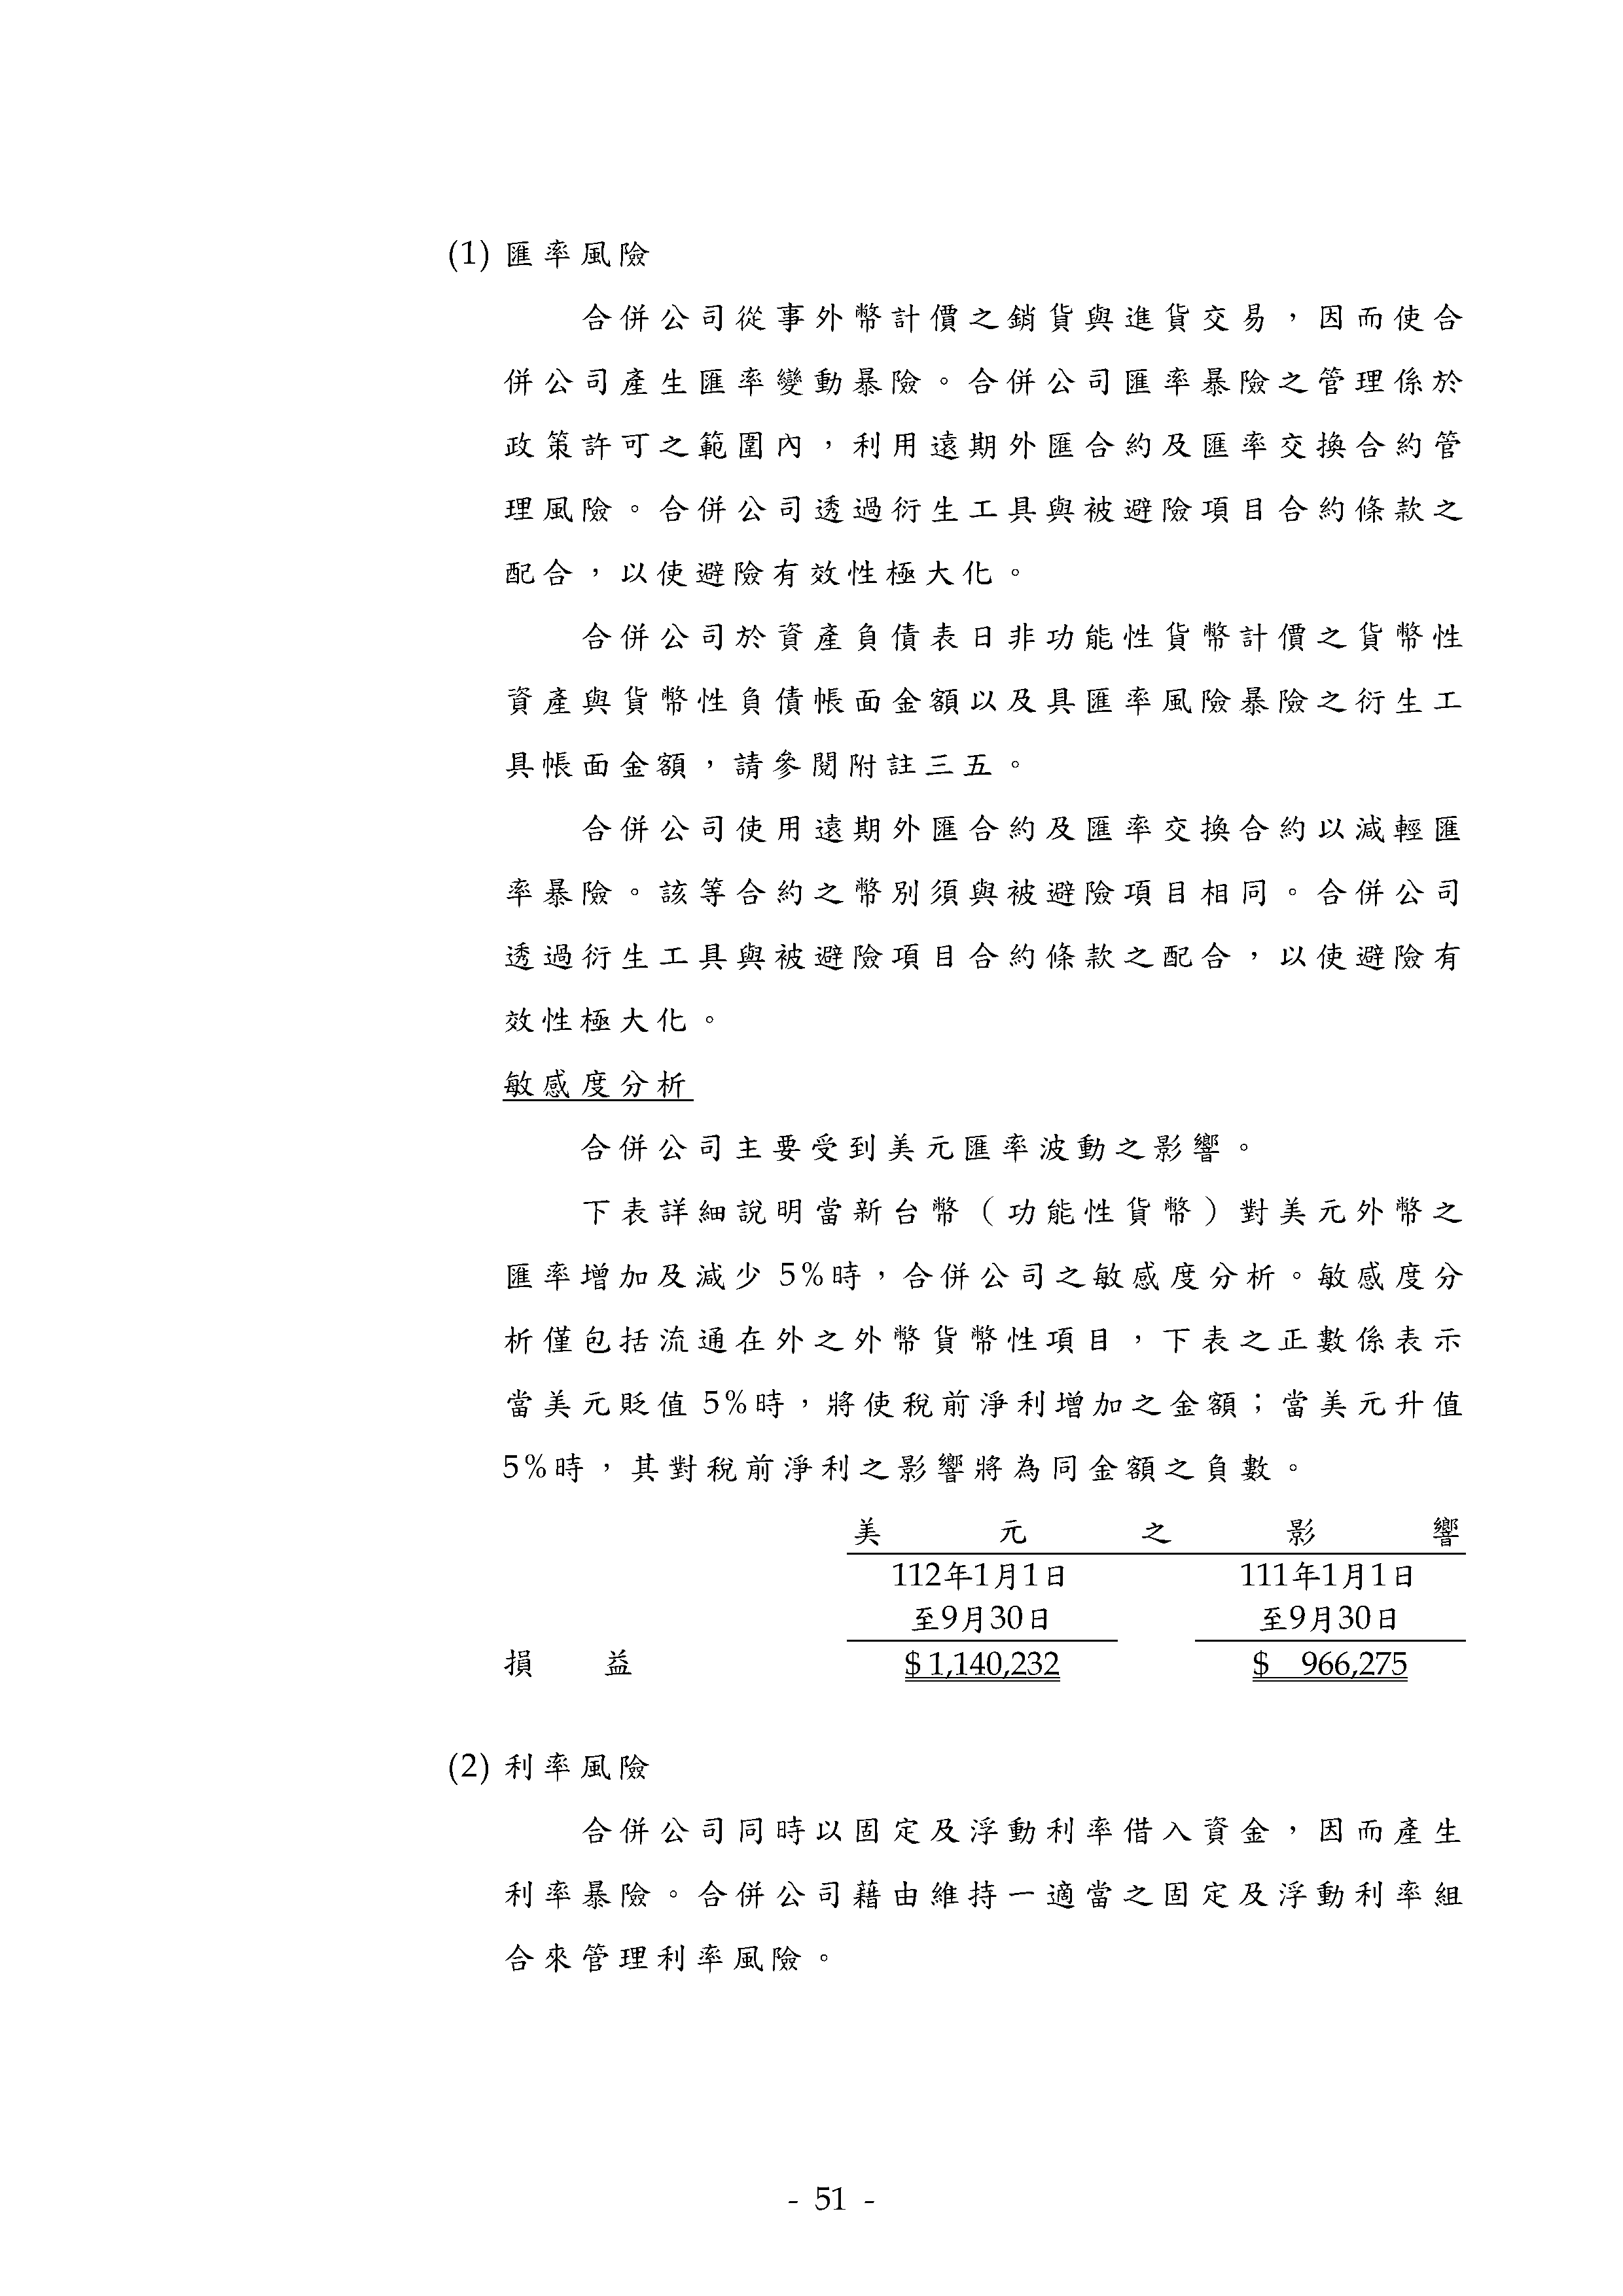 (1) 匯率風險
合併公司從事外幣計價之銷貨與進貨交易，因而使合
併公司產生匯率變動暴險。合併公司匯率暴險之管理係於
政策許可之範圍內，利用遠期外匯合約及匯率交換合約管
理風險。合併公司透過衍生工具與被避險項目合約條款之
配合，以使避險有效性極大化。
合併公司於資產負債表日非功能性貨幣計價之貨幣性
資產與貨幣性負債帳面金額以及具匯率風險暴險之衍生工
具帳面金額，請參閱附註三五。
合併公司使用遠期外匯合約及匯率交換合約以減輕匯
率暴險。該等合約之幣別須與被避險項目相同。合併公司
透過衍生工具與被避險項目合約條款之配合，以使避險有
效性極大化。
敏感度分析
合併公司主要受到美元匯率波動之影響。
下表詳細說明當新台幣（功能性貨幣）對美元外幣之
匯率增加及減少 5%時，合併公司之敏感度分析。敏感度分
析僅包括流通在外之外幣貨幣性項目，下表之正數係表示
當美元貶值 5%時，將使稅前淨利增加之金額；當美元升值
5%時，其對稅前淨利之影響將為同金額之負數。
美元之影響
112年1月1日 111年1月1日
至9月30日 至9月30日
損益 $ 1,140,232 $ 966,275
(2) 利率風險
合併公司同時以固定及浮動利率借入資金，因而產生
利率暴險。合併公司藉由維持一適當之固定及浮動利率組
合來管理利率風險。
- 51 -